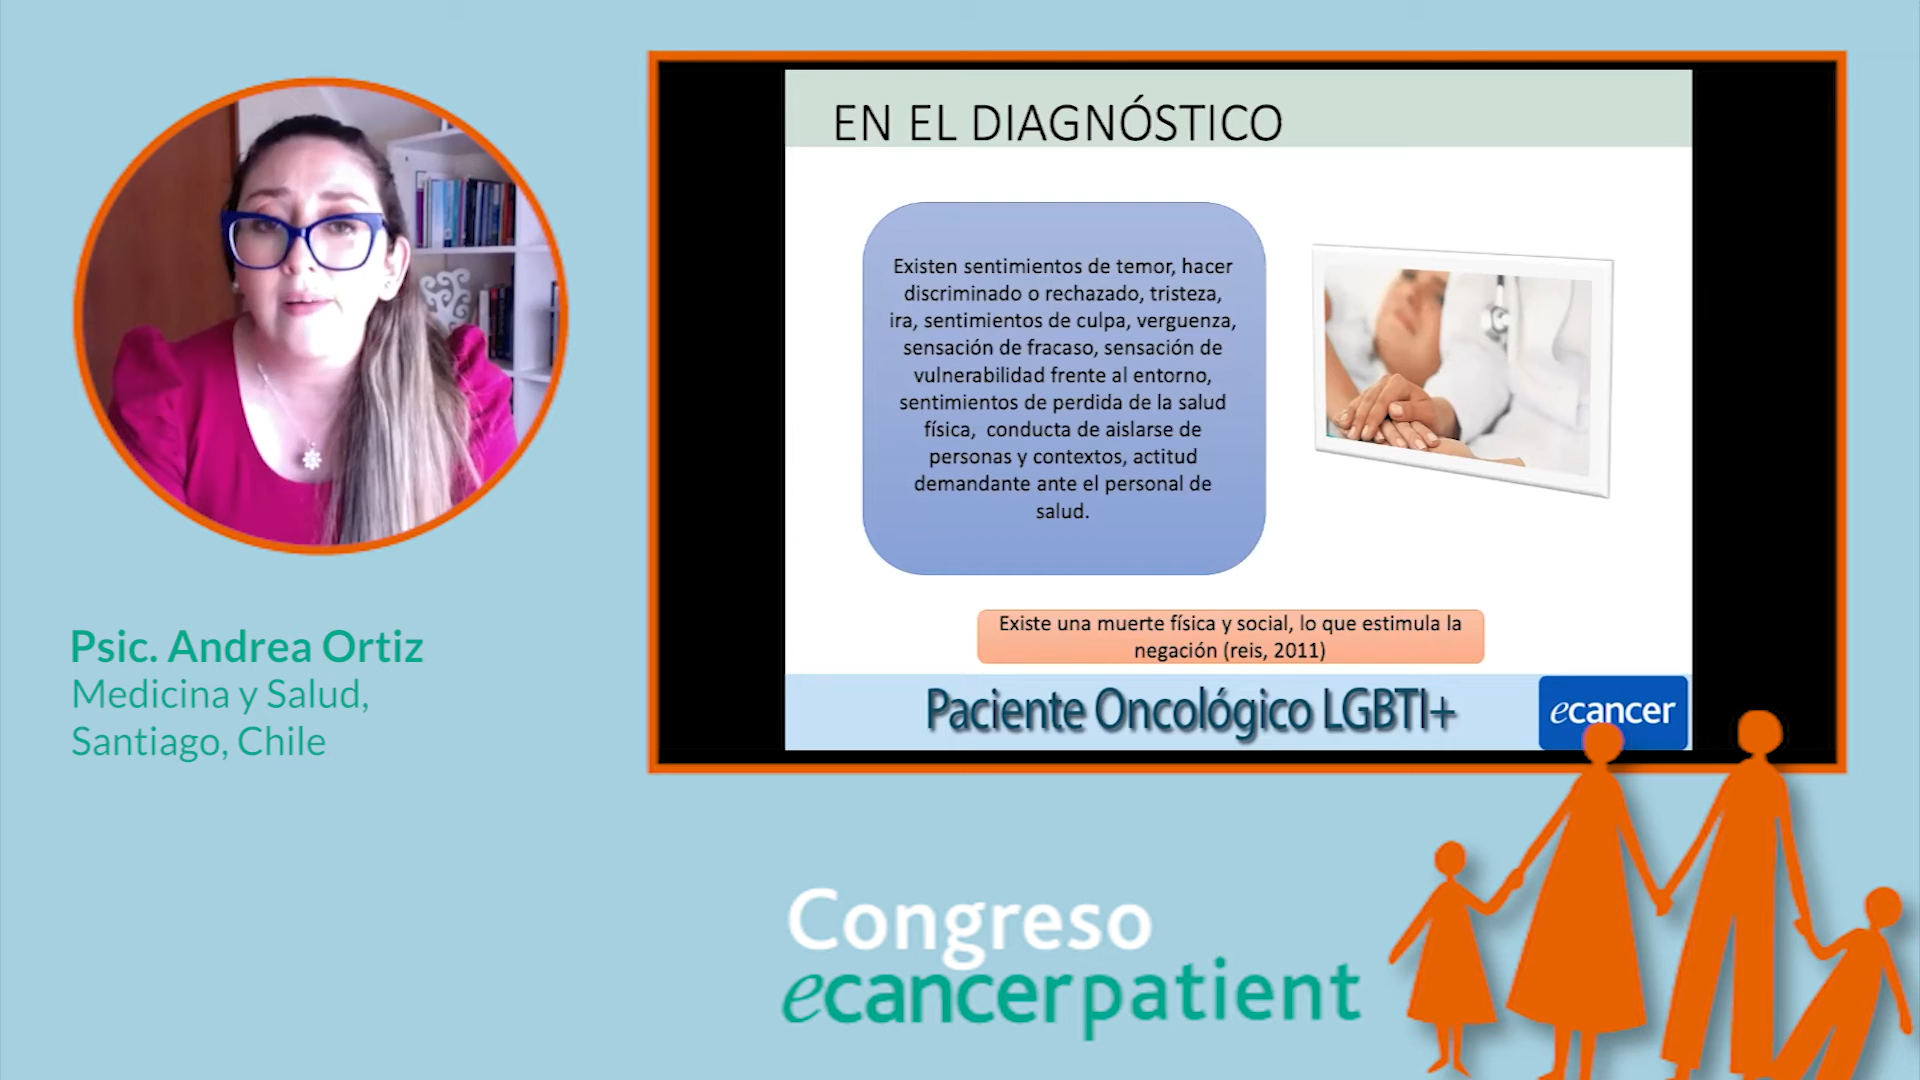 EN EL DIAGNÓSTICO
Existen sentimientos de temor, hacer
discriminado o rechazado, tristeza,
ira, sentimientos de culpa, verguenza,
sensación de fracaso, sensación de
vulnerabilidad frente al entorno,
sentimientos de perdida de la salud
física, conducta de aislarse de
personas y contextos, actitud
demandante ante el personal de
salud.
Existe una muerte física y social, lo que estimula la
negación (reis, 2011)
Paciente Oncológico LGBTI+
ecancer
Psic. Andrea Ortiz
Medicina y Salud,
Santiago, Chile
Congreso
ecancerpatient